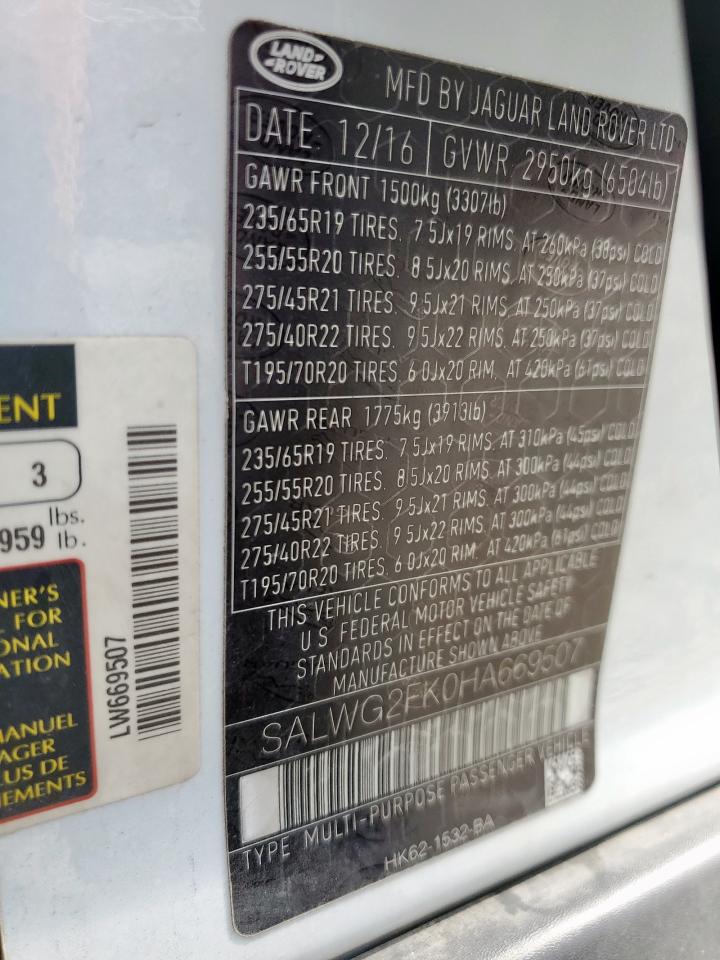 LAND ROVER
MFD BY JAGUAR LAND ROVER LTD
DATE 12/16 GVWR 2950kg (6504lb)
GAWR FRONT 1500kg (3307lb)
235/65R19 TIRES. 7.5Jx19 RIMS. AT 260kPa (38psi) COLD
255/55R20 TIRES. 8.5Jx20 RIMS. AT 250kPa (37psi) COLD
275/45R21 TIRES. 9.5Jx21 RIMS. AT 250kPa (37psi) COLD
275/40R22 TIRES. 9.5Jx22 RIMS. AT 250kPa (37psi) COLD
T195/70R20 TIRES. 6.0Jx20 RIM. AT 420kPa (61psi) COLD
GAWR REAR 1775kg (3913lb)
235/65R19 TIRES. 7.5Jx19 RIMS. AT 310kPa (45psi) COLD
255/55R20 TIRES. 8.5Jx20 RIMS. AT 300kPa (44psi) COLD
275/45R21 TIRES. 9.5Jx21 RIMS. AT 300kPa (44psi) COLD
275/40R22 TIRES. 9.5Jx22 RIMS. AT 300kPa (44psi) COLD
T195/70R20 TIRES. 6.0Jx20 RIM. AT 420kPa (61psi) COLD
THIS VEHICLE CONFORMS TO ALL APPLICABLE
U S FEDERAL MOTOR VEHICLE SAFETY
STANDARDS IN EFFECT ON THE DATE OF
MANUFACTURE SHOWN ABOVE
SALWG2FK0HA669507
TYPE MULTI-PURPOSE PASSENGER VEHICLE
HK62-1532-BA
ENT
3
lbs.
959 lb.
NER'S
FOR
ONAL
ATION
MANUEL
AGER
LUS DE
NEMENTS
LW669507